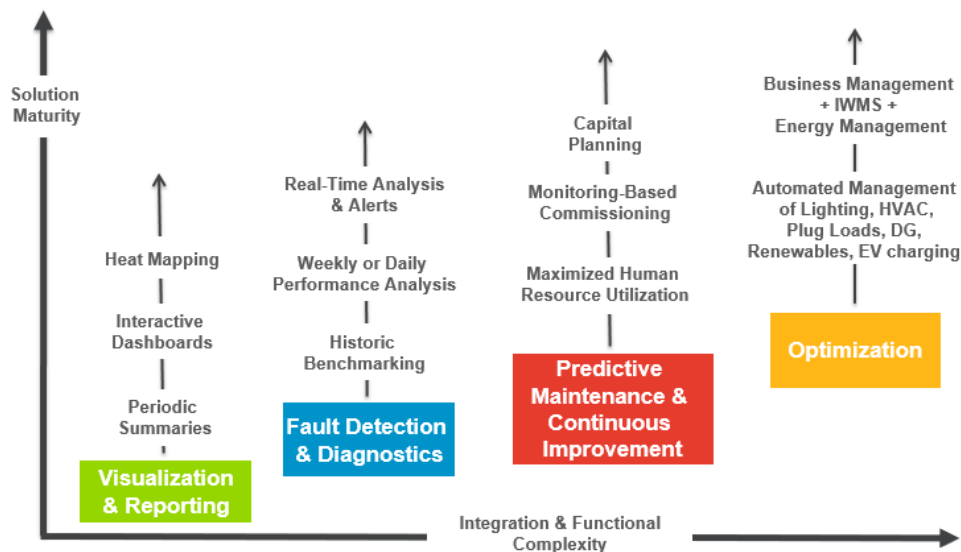 Solution
Maturity
Heat Mapping
Interactive
Dashboards
Periodic
Summaries
Visualization
& Reporting
Real-Time Analysis
& Alerts
Weekly or Daily
Performance Analysis
Historic
Benchmarking
Fault Detection
& Diagnostics
Capital
Planning
Monitoring-Based
Commissioning
Maximized Human
Resource Utilization
Predictive
Maintenance &
Continuous
Improvement
Business Management
+ IWMS +
Energy Management
Automated Management
of Lighting, HVAC,
Plug Loads, DG,
Renewables, EV charging
Optimization
Integration & Functional
Complexity